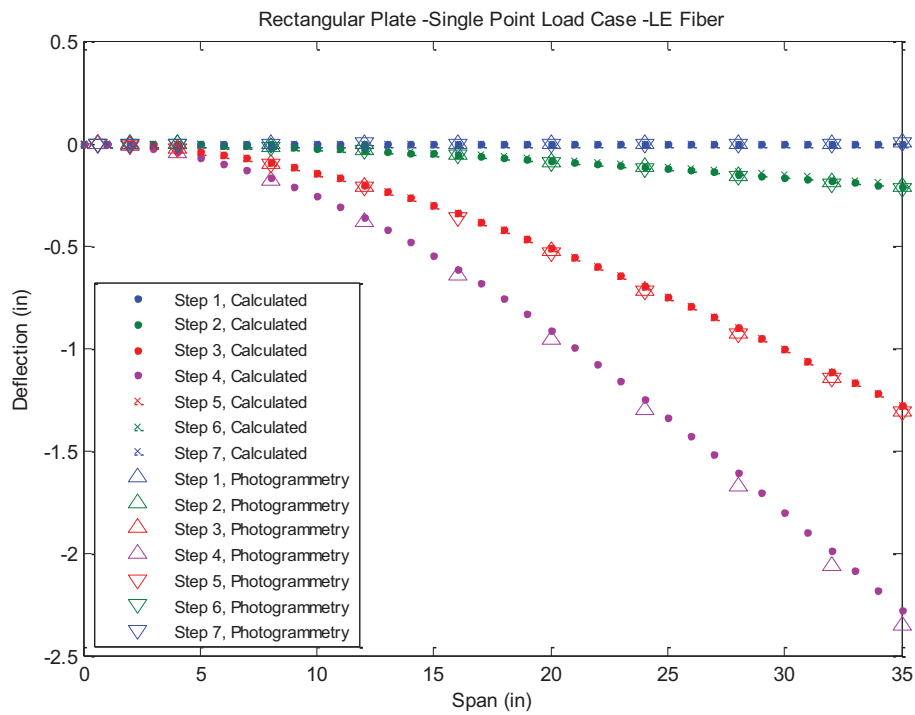 Rectangular Plate -Single Point Load Case -LE Fiber
0.5
0
-0.5
-1
-1.5
-2
-2.5
Deflection (in)
Step 1, Calculated
Step 2, Calculated
Step 3, Calculated
Step 4, Calculated
Step 5, Calculated
Step 6, Calculated
Step 7, Calculated
Step 1, Photogrammetry
Step 2, Photogrammetry
Step 3, Photogrammetry
Step 4, Photogrammetry
Step 5, Photogrammetry
Step 6, Photogrammetry
Step 7, Photogrammetry
0 5 10 15 20 25 30 35
Span (in)